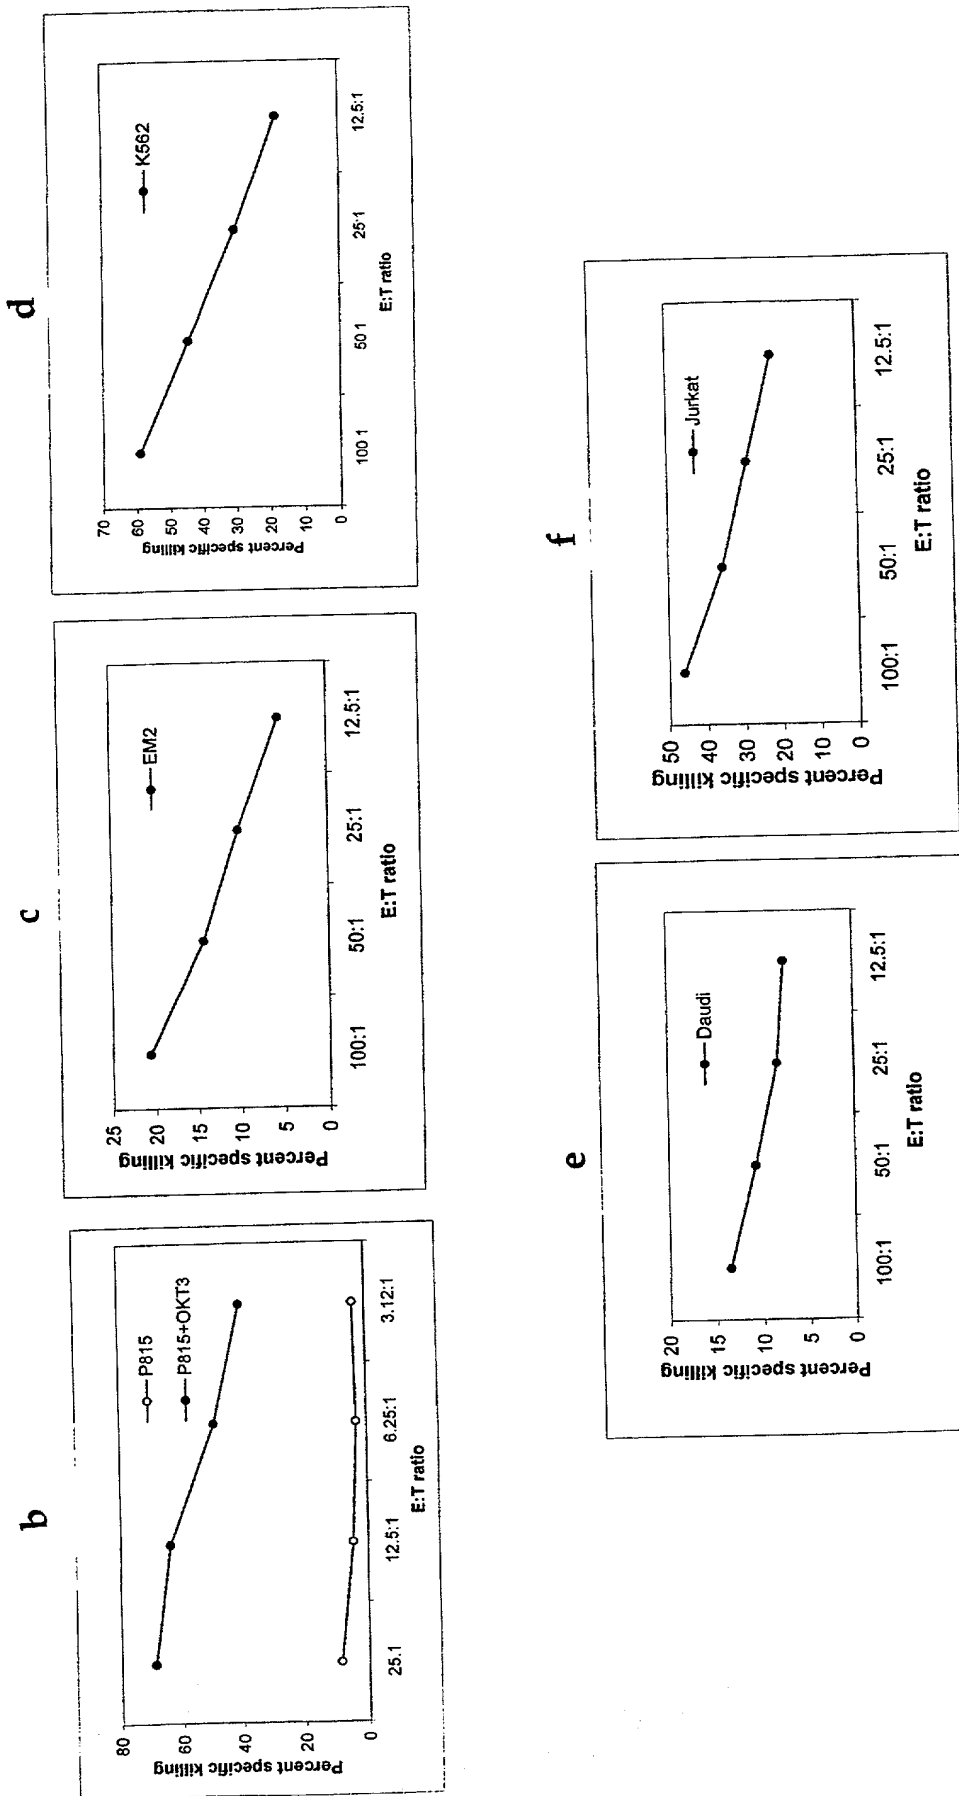 b
Percent specific killing
80
60
40
20
0
P815
P815+OKT3
25.1
12.5:1
6.25:1
3.12:1
E:T ratio
c
Percent specific killing
25
20
15
10
5
0
EM2
100:1
50:1
25:1
12.5:1
E:T ratio
d
Percent specific killing
70
60
50
40
30
20
10
0
K562
100 1
50 1
25:1
12.5:1
E:T ratio
e
Percent specific killing
20
15
10
5
0
Daudi
100:1
50:1
25:1
12.5:1
E:T ratio
f
Percent specific killing
50
40
30
20
10
0
Jurkat
100:1
50:1
25:1
12.5:1
E:T ratio